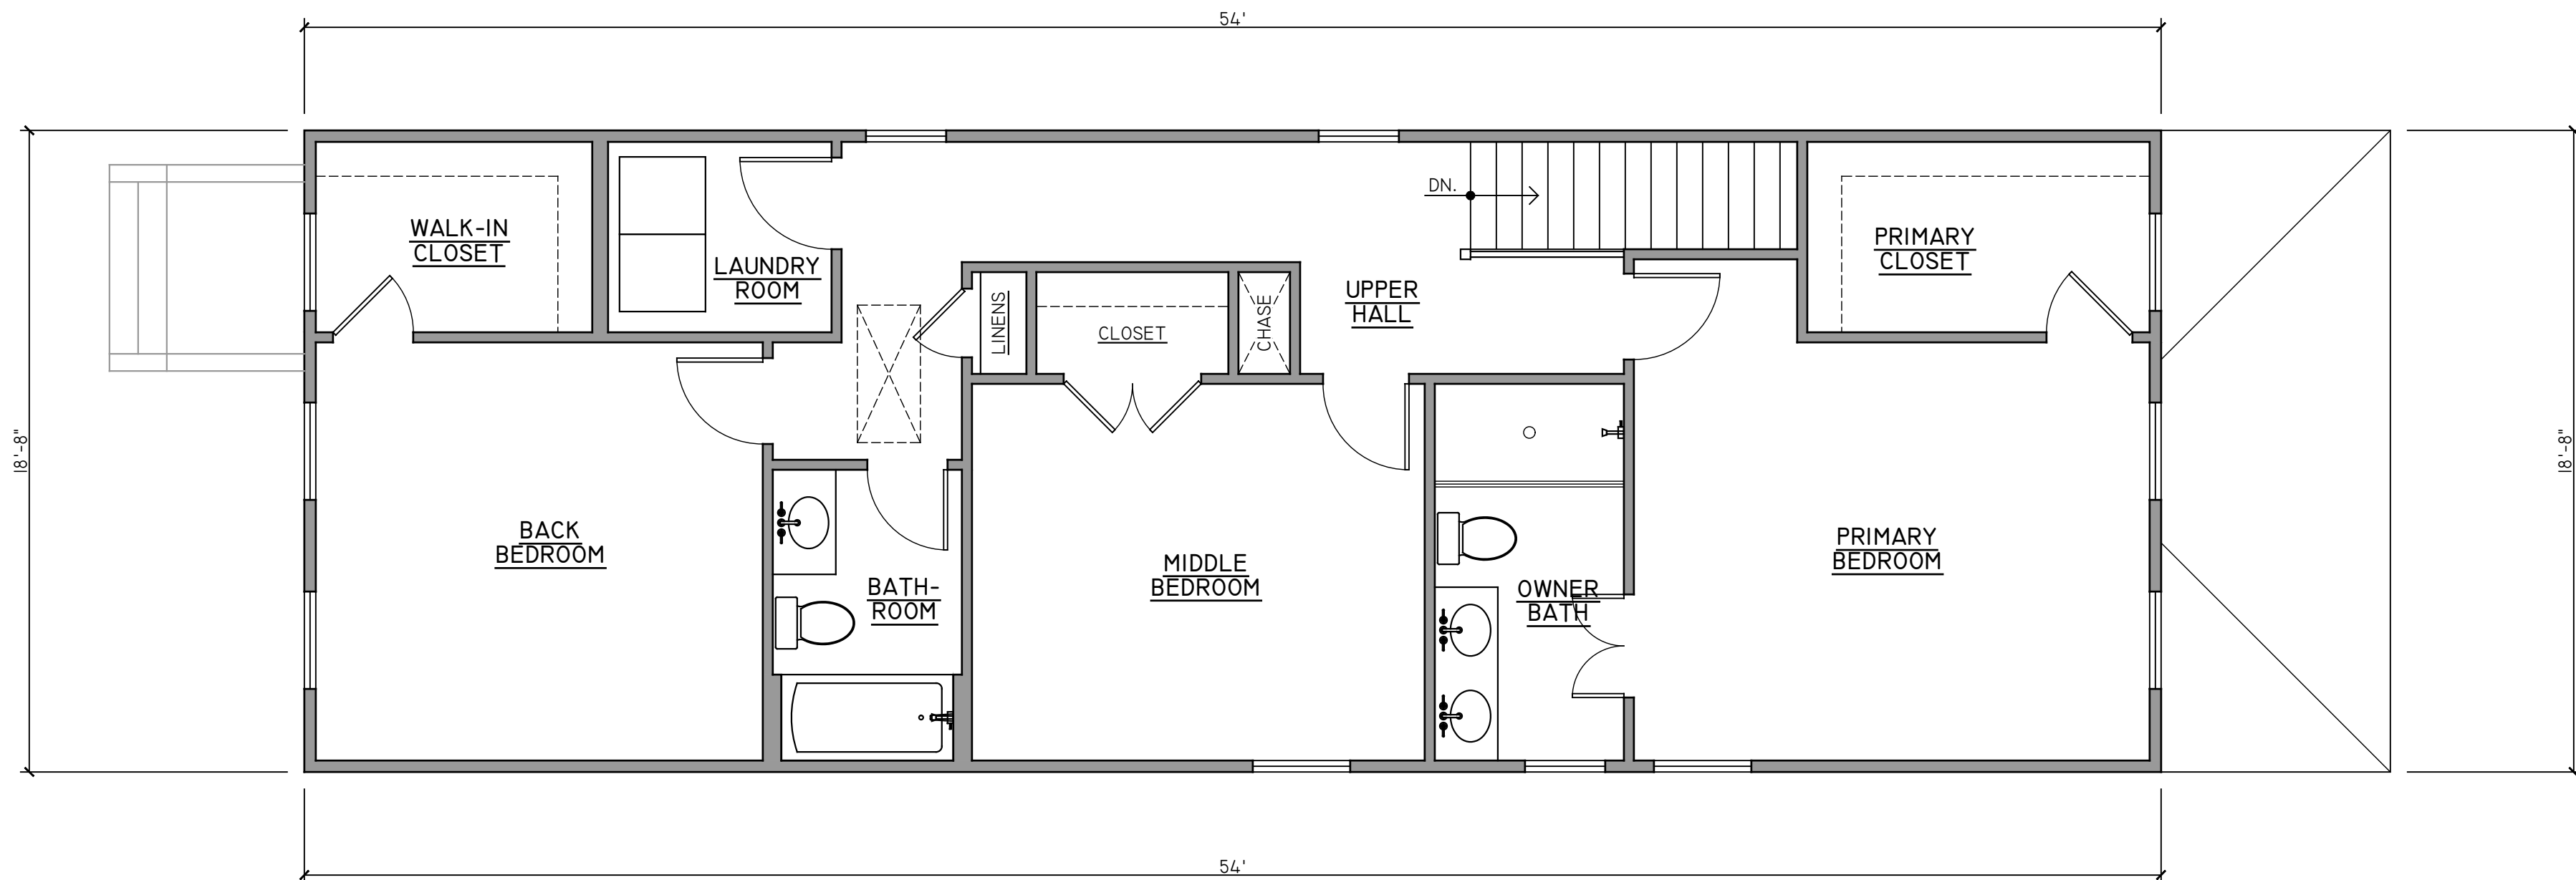 54'
DN.
WALK-IN
CLOSET
LAUNDRY
ROOM
LINENS
CLOSET
CHASE
UPPER
HALL
PRIMARY
CLOSET
18'-8"
18'-8"
BACK
BEDROOM
BATH-
ROOM
MIDDLE
BEDROOM
OWNER
BATH
PRIMARY
BEDROOM
54'